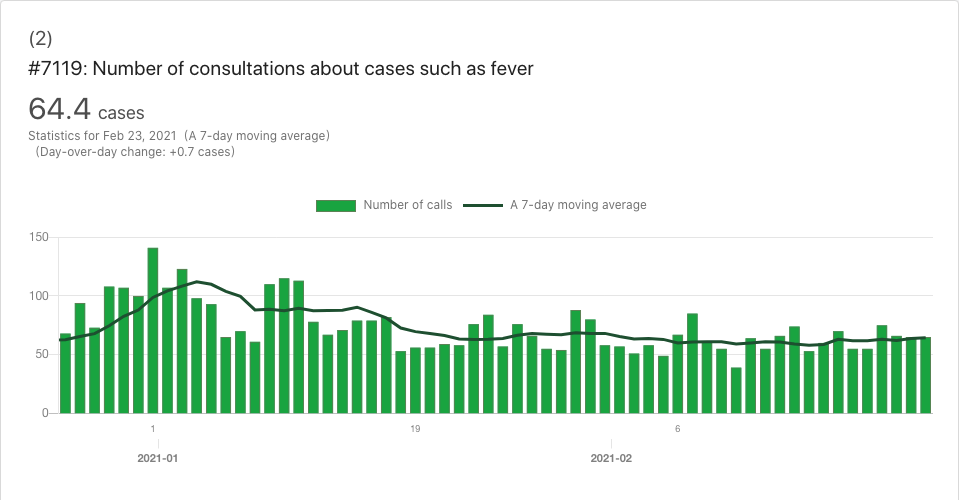 (2)
#7119: Number of consultations about cases such as fever
64.4 cases
Statistics for Feb 23, 2021 (A 7-day moving average)
(Day-over-day change: +0.7 cases)
Number of calls A 7-day moving average
150
100
50
0
1 19 6
2021-01 2021-02